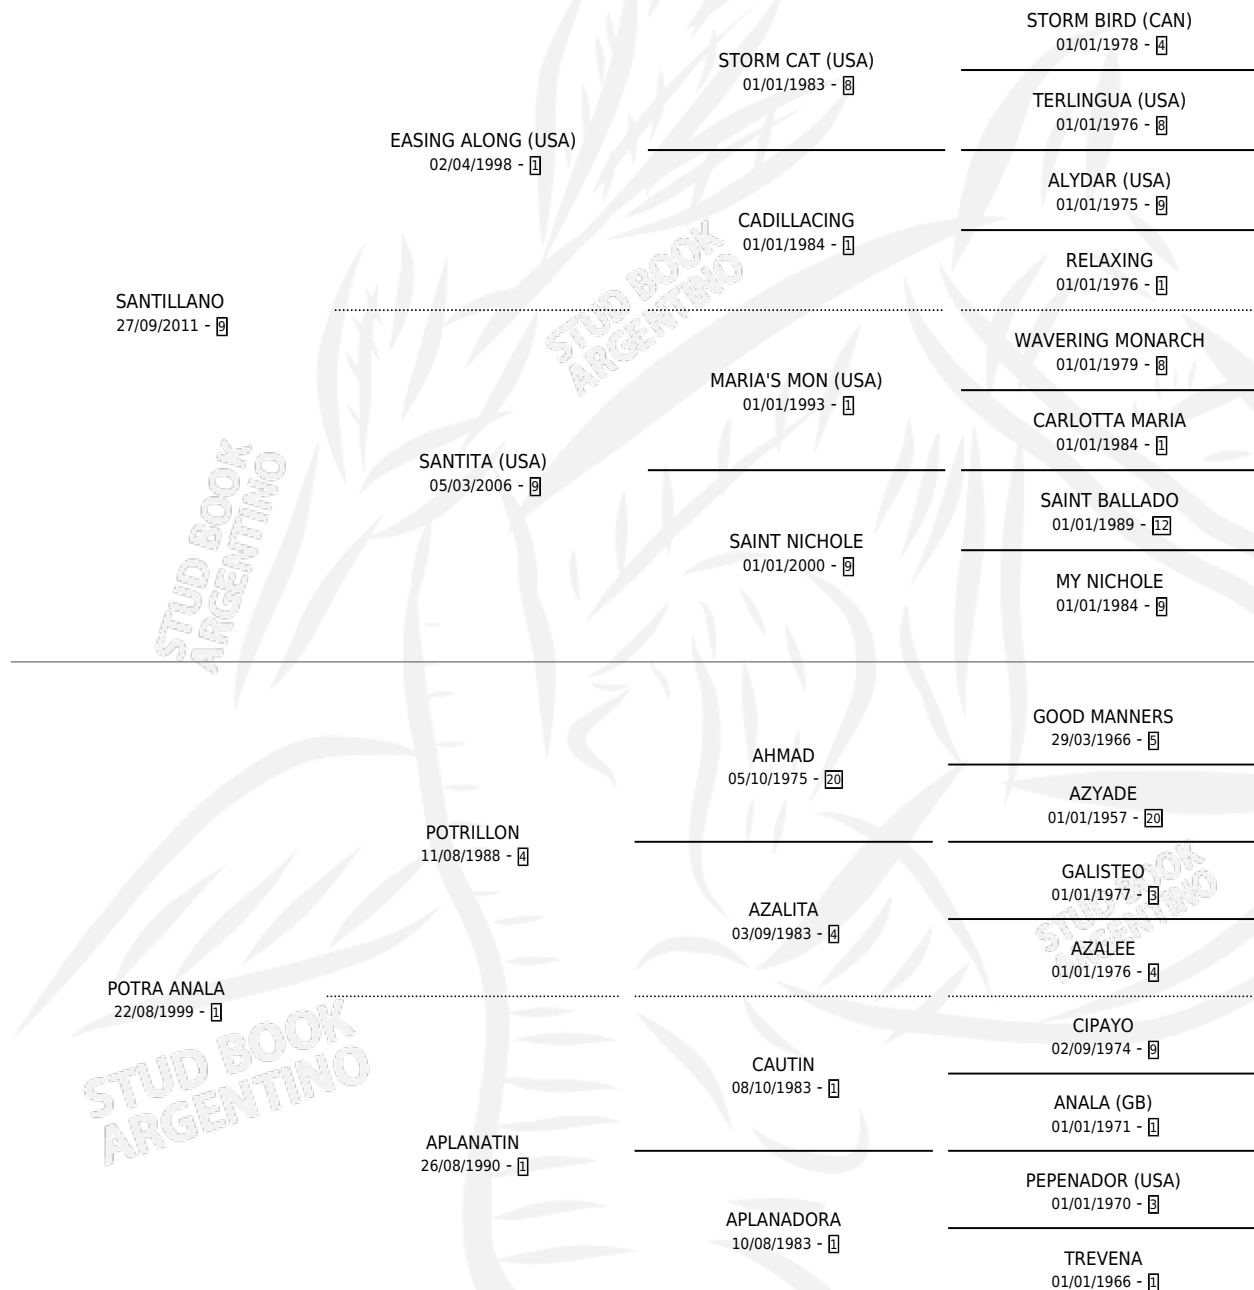 SANTILLANO
27/09/2011 - 9
EASING ALONG (USA)
02/04/1998 - 1
STORM CAT (USA)
01/01/1983 - 8
STORM BIRD (CAN)
01/01/1978 - 4
TERLINGUA (USA)
01/01/1976 - 8
CADILLACING
01/01/1984 - 1
ALYDAR (USA)
01/01/1975 - 9
RELAXING
01/01/1976 - 1
SANTITA (USA)
05/03/2006 - 9
MARIA'S MON (USA)
01/01/1993 - 1
WAVERING MONARCH
01/01/1979 - 8
CARLOTTA MARIA
01/01/1984 - 1
SAINT NICHOLE
01/01/2000 - 9
SAINT BALLADO
01/01/1989 - 12
MY NICHOLE
01/01/1984 - 9
POTRA ANALA
22/08/1999 - 1
POTRILLON
11/08/1988 - 4
AHMAD
05/10/1975 - 20
GOOD MANNERS
29/03/1966 - 5
AZYADE
01/01/1957 - 20
AZALITA
03/09/1983 - 4
GALISTEO
01/01/1977 - 3
AZALEE
01/01/1976 - 4
APLANATIN
26/08/1990 - 1
CAUTIN
08/10/1983 - 1
CIPAYO
02/09/1974 - 9
ANALA (GB)
01/01/1971 - 1
APLANADORA
10/08/1983 - 1
PEPENADOR (USA)
01/01/1970 - 3
TREVENA
01/01/1966 - 1
STUD BOOK
ARGENTINO
STUD BOOK
ARGENTINO
STUD BOOK
ARGENTINO
STUD BOOK
ARGENTINO